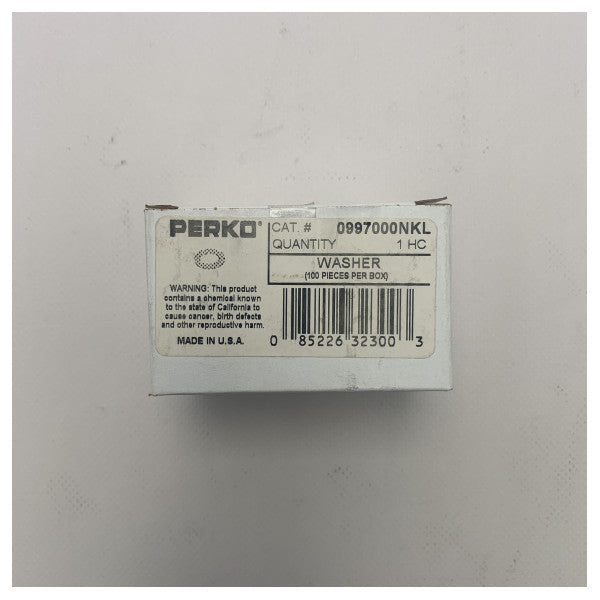 PERKO®
CAT. # 0997000NKL
QUANTITY 1 HC
WASHER
(100 PIECES PER BOX)
WARNING: This product
contains a chemical known
to the state of California to
cause cancer, birth defects
and other reproductive harm.
MADE IN U.S.A.
0 85226 32300 3